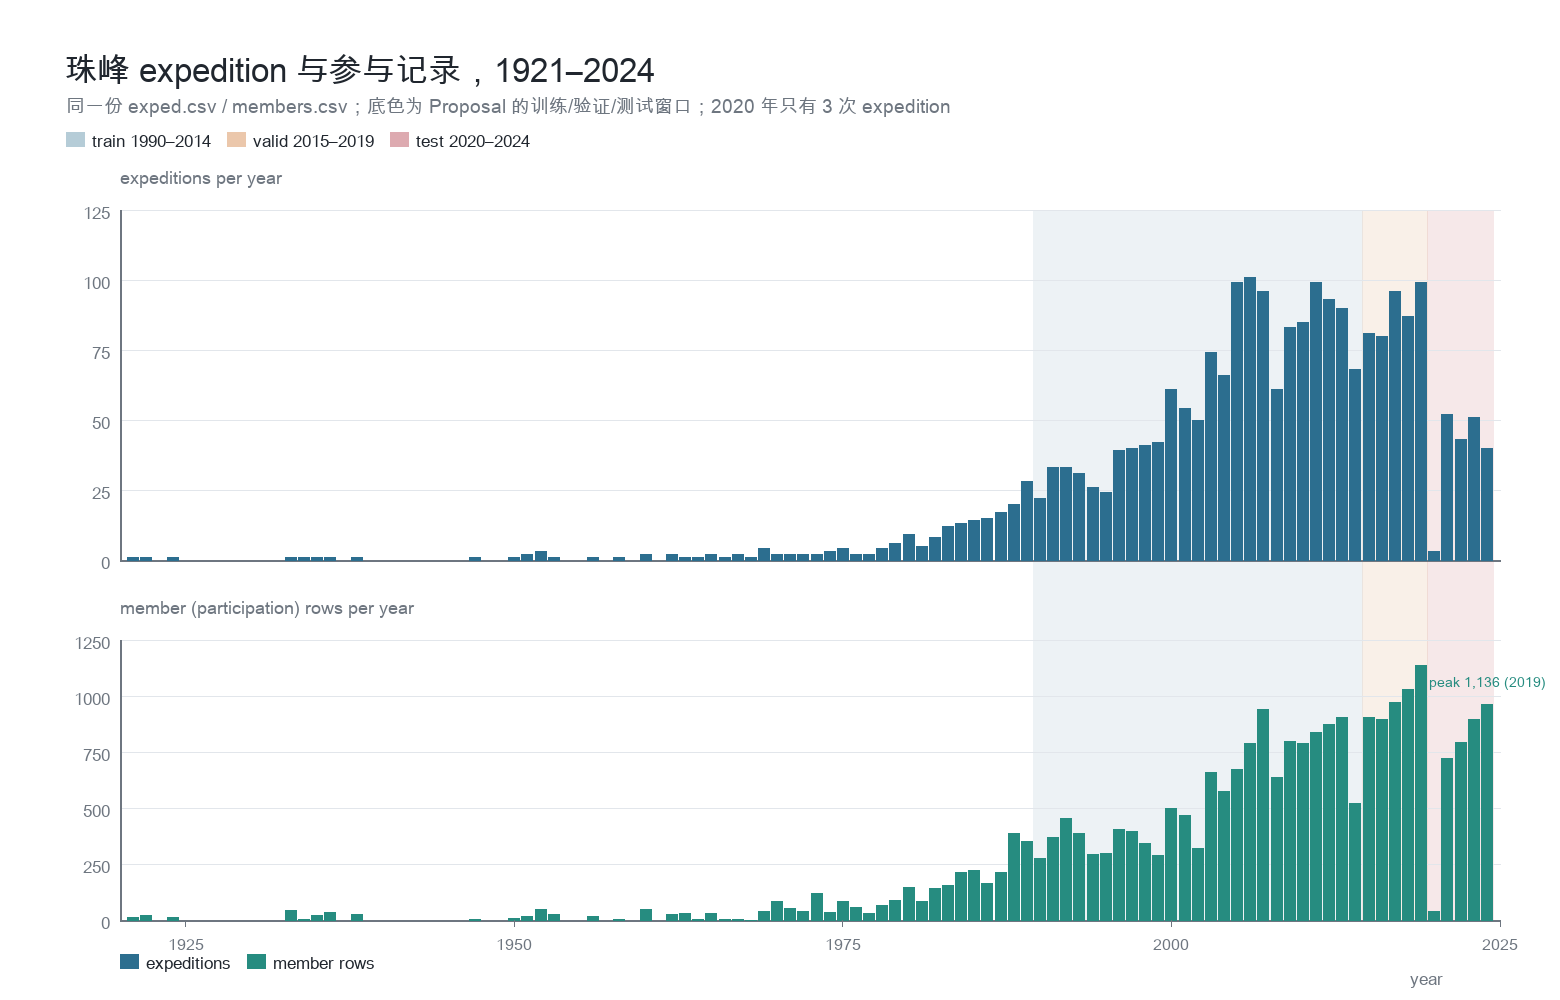 珠峰 expedition 与参与记录，1921–2024
同一份 exped.csv / members.csv；底色为 Proposal 的训练/验证/测试窗口；2020 年只有 3 次 expedition
train 1990–2014 valid 2015–2019 test 2020–2024
expeditions per year
125
100
75
50
25
0
member (participation) rows per year
1250
1000
peak 1,136 (2019)
750
500
250
0
1925 1950 1975 2000 2025
expeditions member rows
year